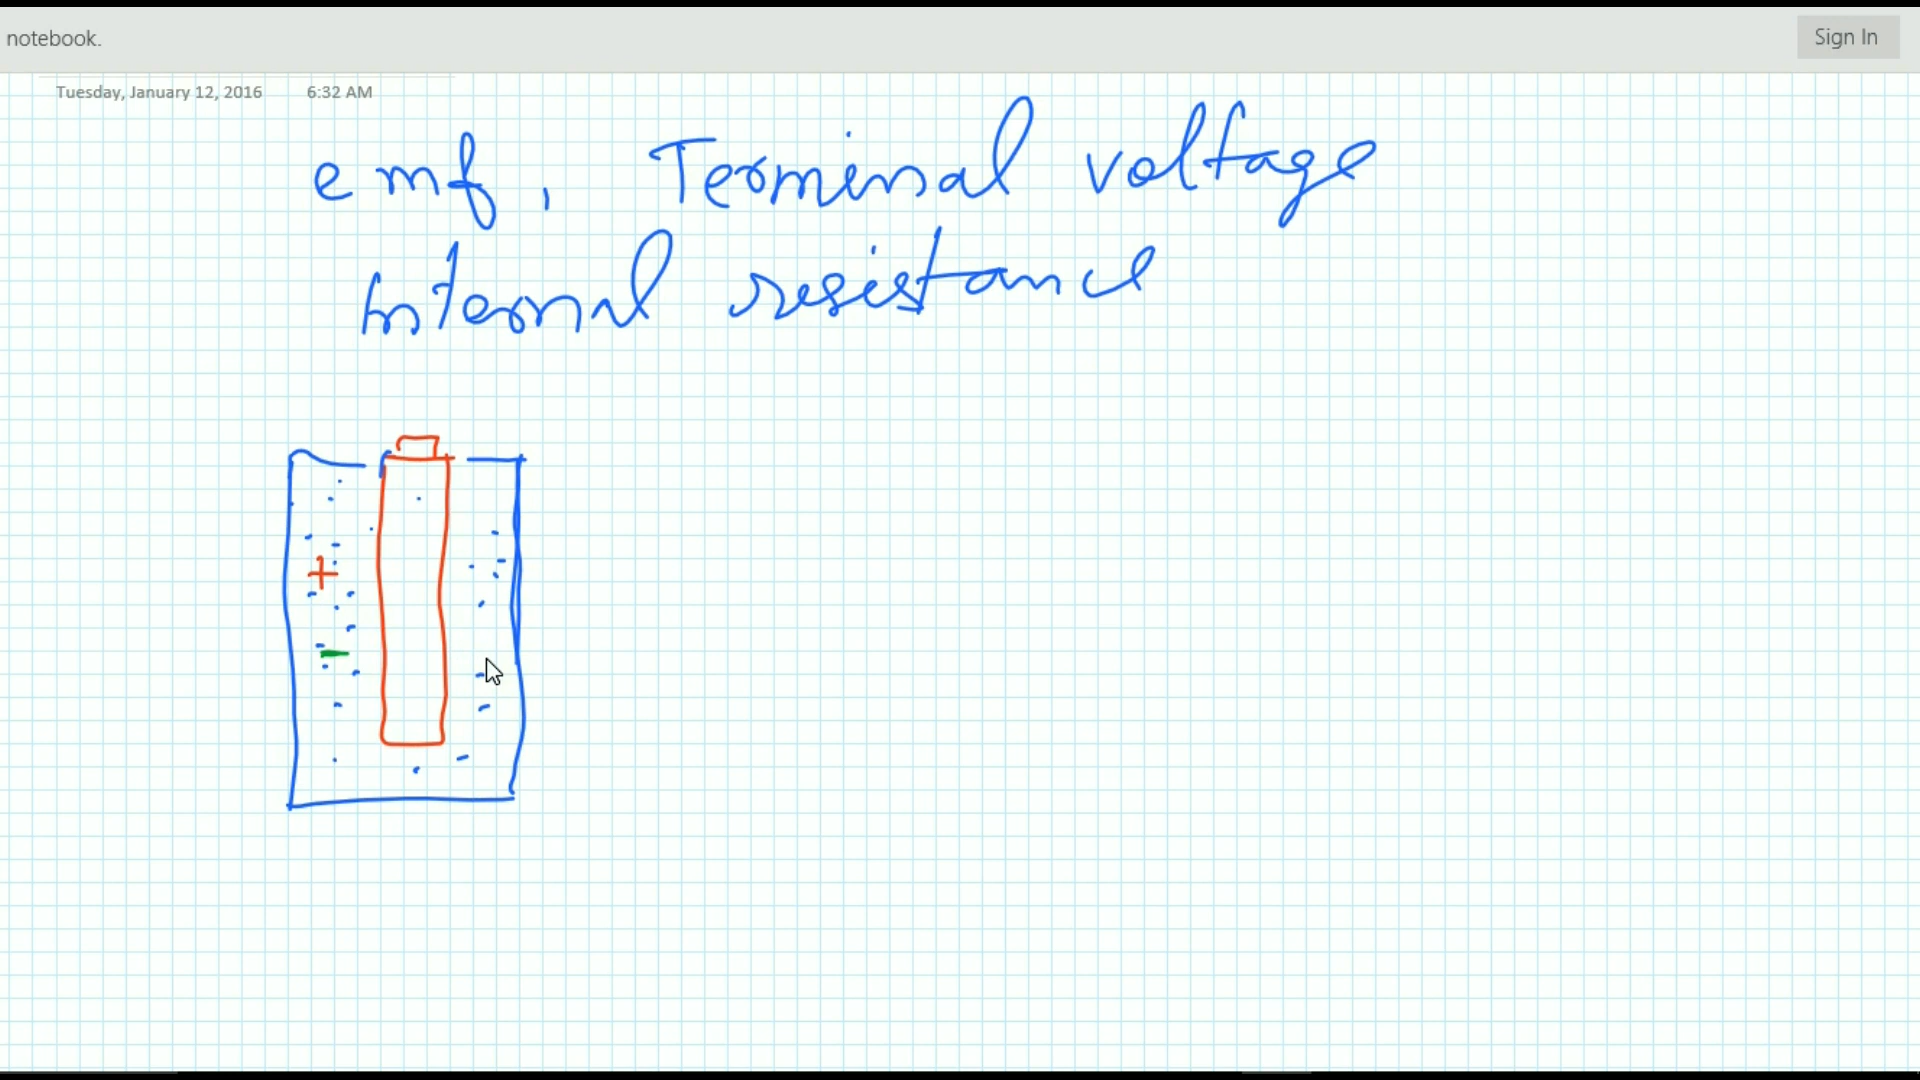 notebook.
Sign In
Tuesday, January 12, 2016 6:32 AM
emf, Terminal voltage
Internal resistance
+
-